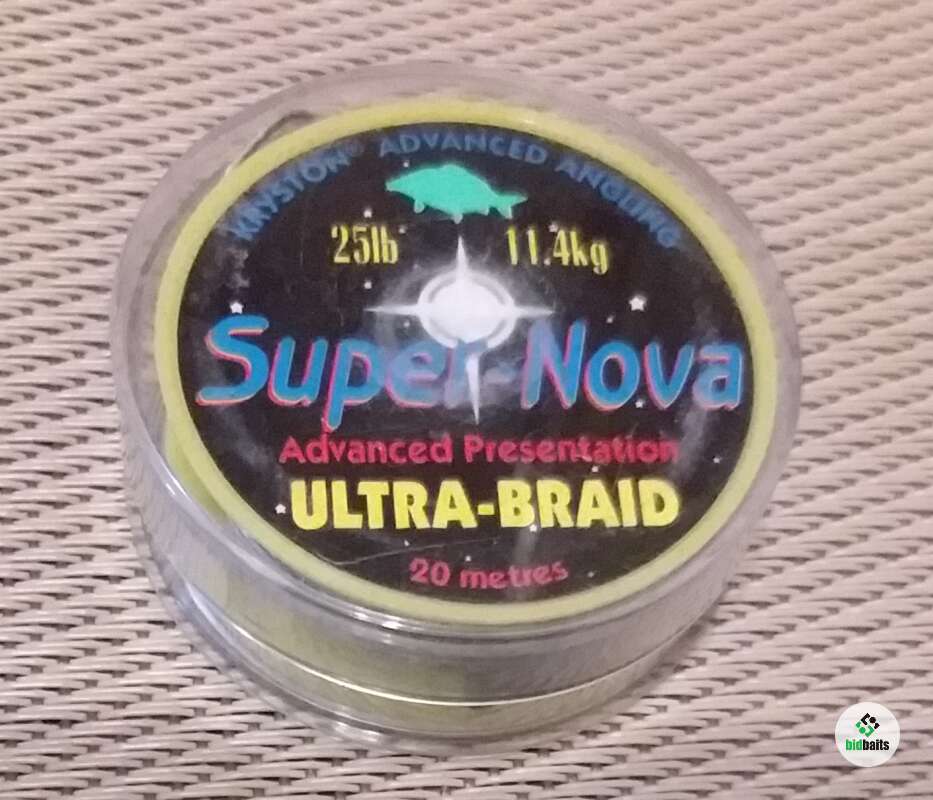 KRYSTON® ADVANCED ANGLING
25lb 11.4kg
Super-Nova
Advanced Presentation
ULTRA-BRAID
20 metres
bidbaits